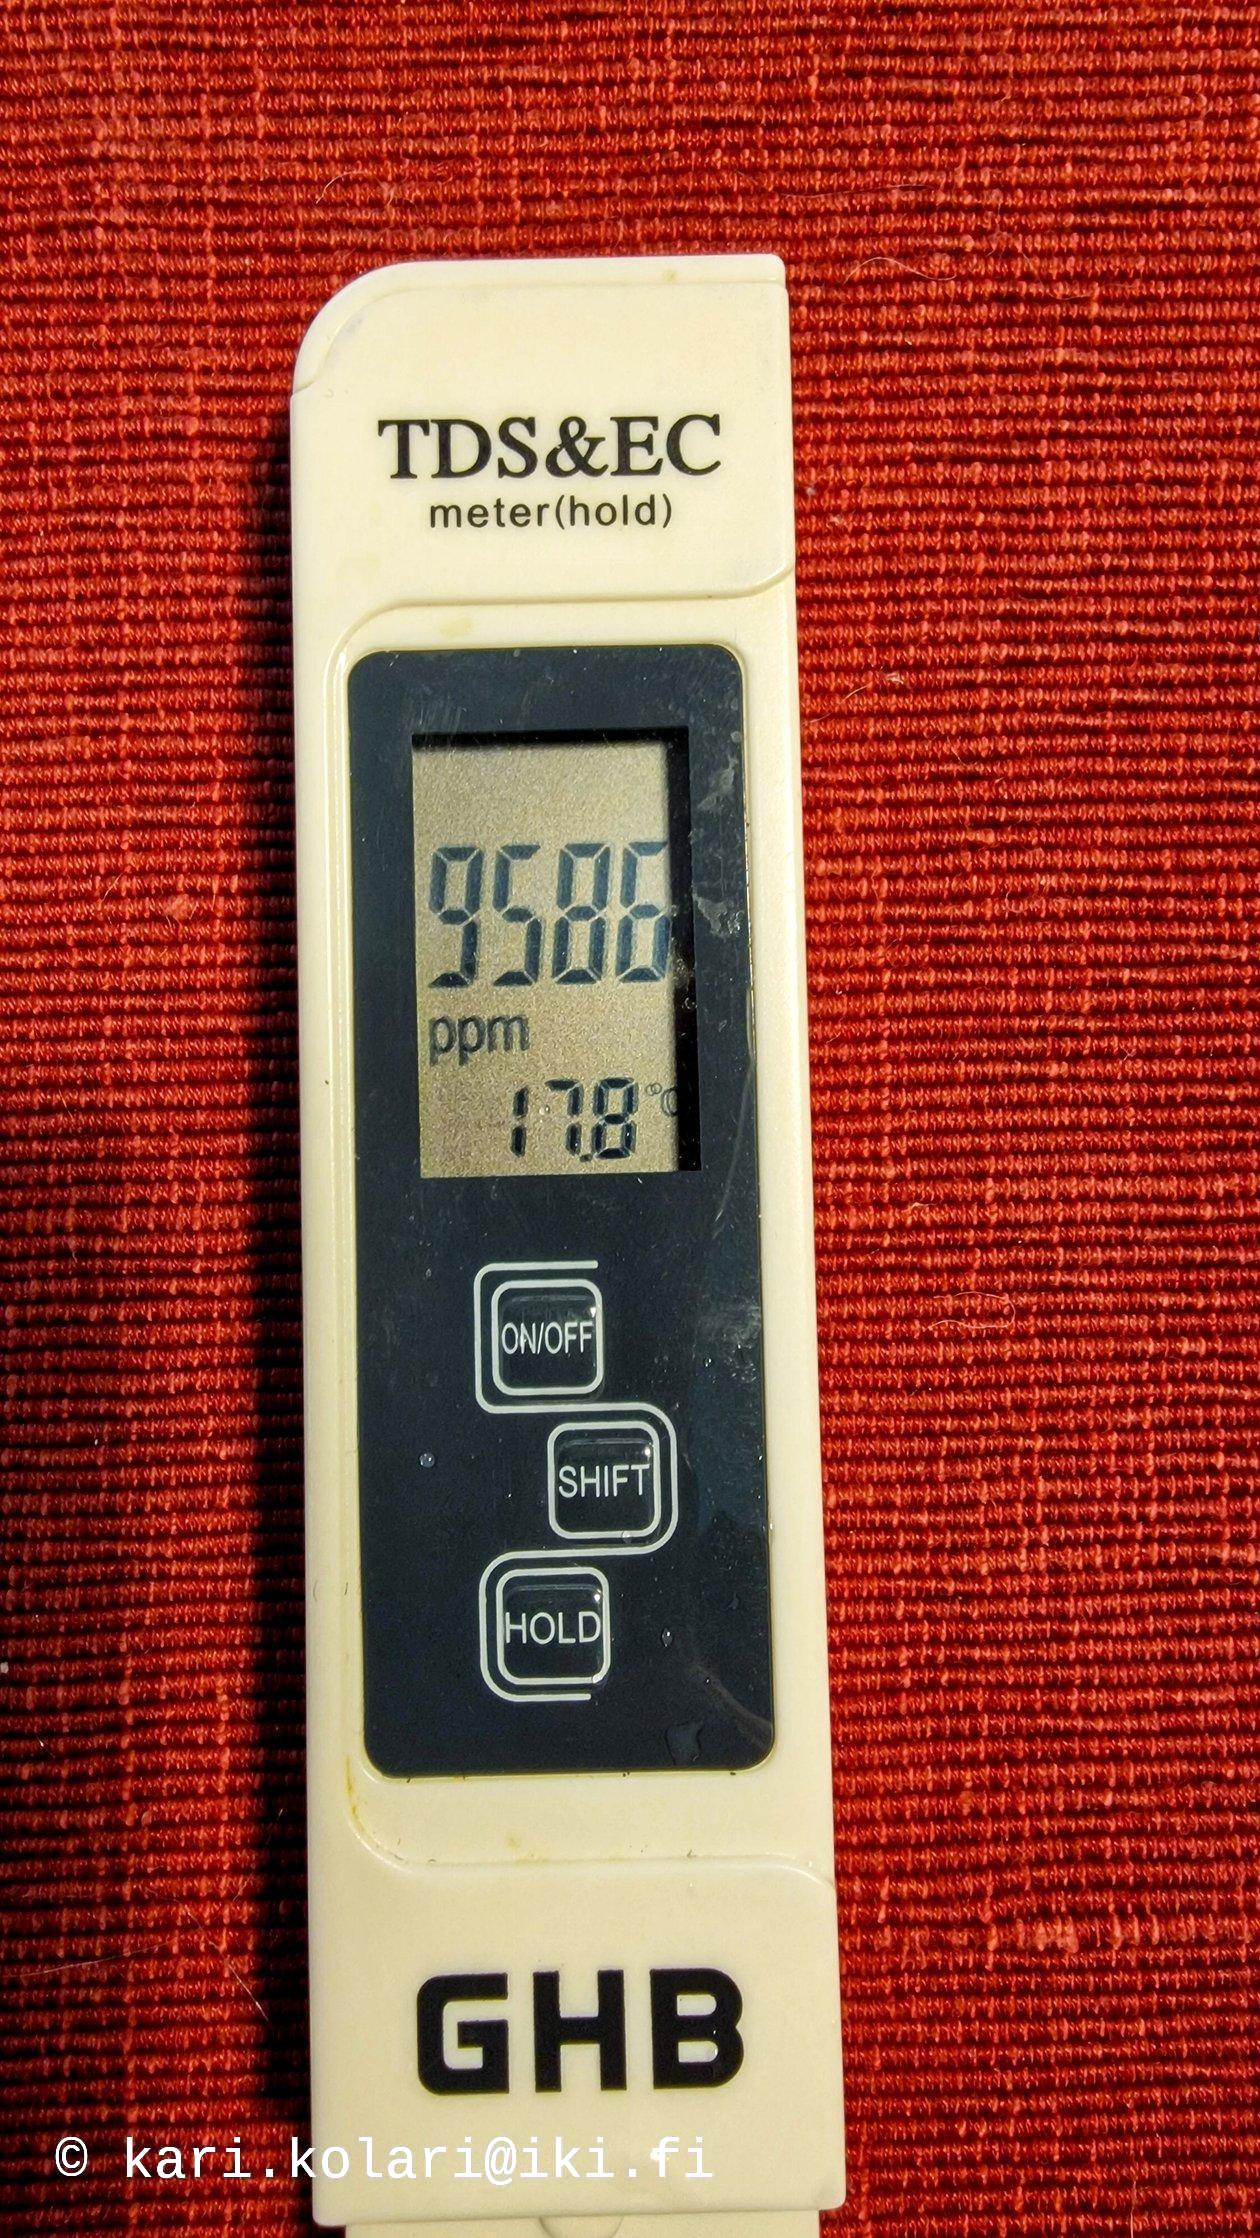 TDS&EC
meter(hold)
9586
ppm
17.8 °C
ON/OFF
SHIFT
HOLD
GHB
© kari.kolari@iki.fi